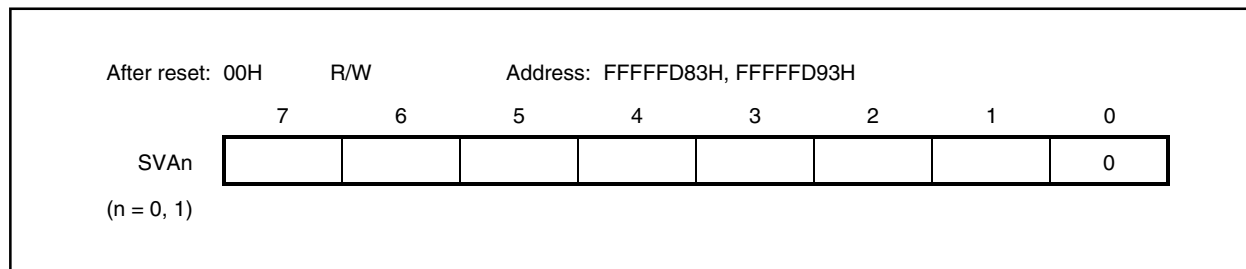 After reset: 00H R/W Address: FFFFFD83H, FFFFFD93H
7 6 5 4 3 2 1 0
SVAn 0
(n = 0, 1)